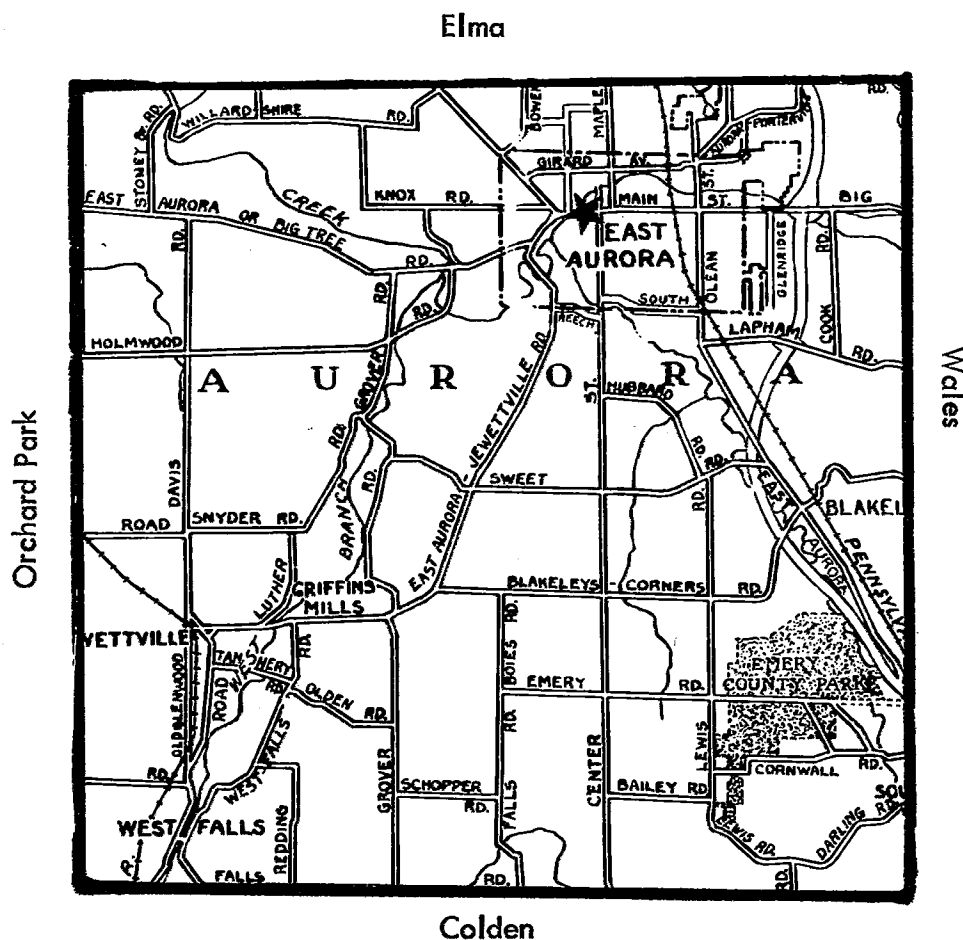 Elma
RD.
STONEY B. RD.
WILLARD SHIRE RD.
BOWEN
MAPLE
PORTERVILLE
GIRARD AV.
EAST AURORA OR BIG TREE RD.
CREEK
KNOX RD.
MAIN ST.
ST.
BIG
EAST
AURORA
OLEAN
GLENRIDGE
COOK RD.
RD.
RD.
RD.
SOUTH
BEECH
LAPHAM RD.
HOLMWOOD
AURORA
GROVER
JEWETTVILLE RD.
ST.
HUBBARD
RD.
RD.
RD.
RD.
RD.
Orchard Park
Wales
DAVIS
SWEET
EAST
BLAKEL
ROAD
SNYDER RD.
BRANCH
EAST AURORA -
AURORA
PENNSYLV
LUTHER
GRIFFINS
MILLS
BLAKELEYS - CORNERS RD.
WETTVILLE
RD.
RD.
TANNERY RD.
WEST
BOIES
EMERY
COUNTY PARK
EMERY RD.
OLD GLENWOOD
ROAD
OLDEN RD.
RD.
LEWIS
WEST FALLS
GROVER
CENTER
CORNWALL RD.
RD.
SCHOPPER
RD.
FALLS
BAILEY RD.
SOU
RD.
WEST FALLS
REDDING
LEWIS RD.
DARLING
R.
FALLS
RD.
RD.
Colden